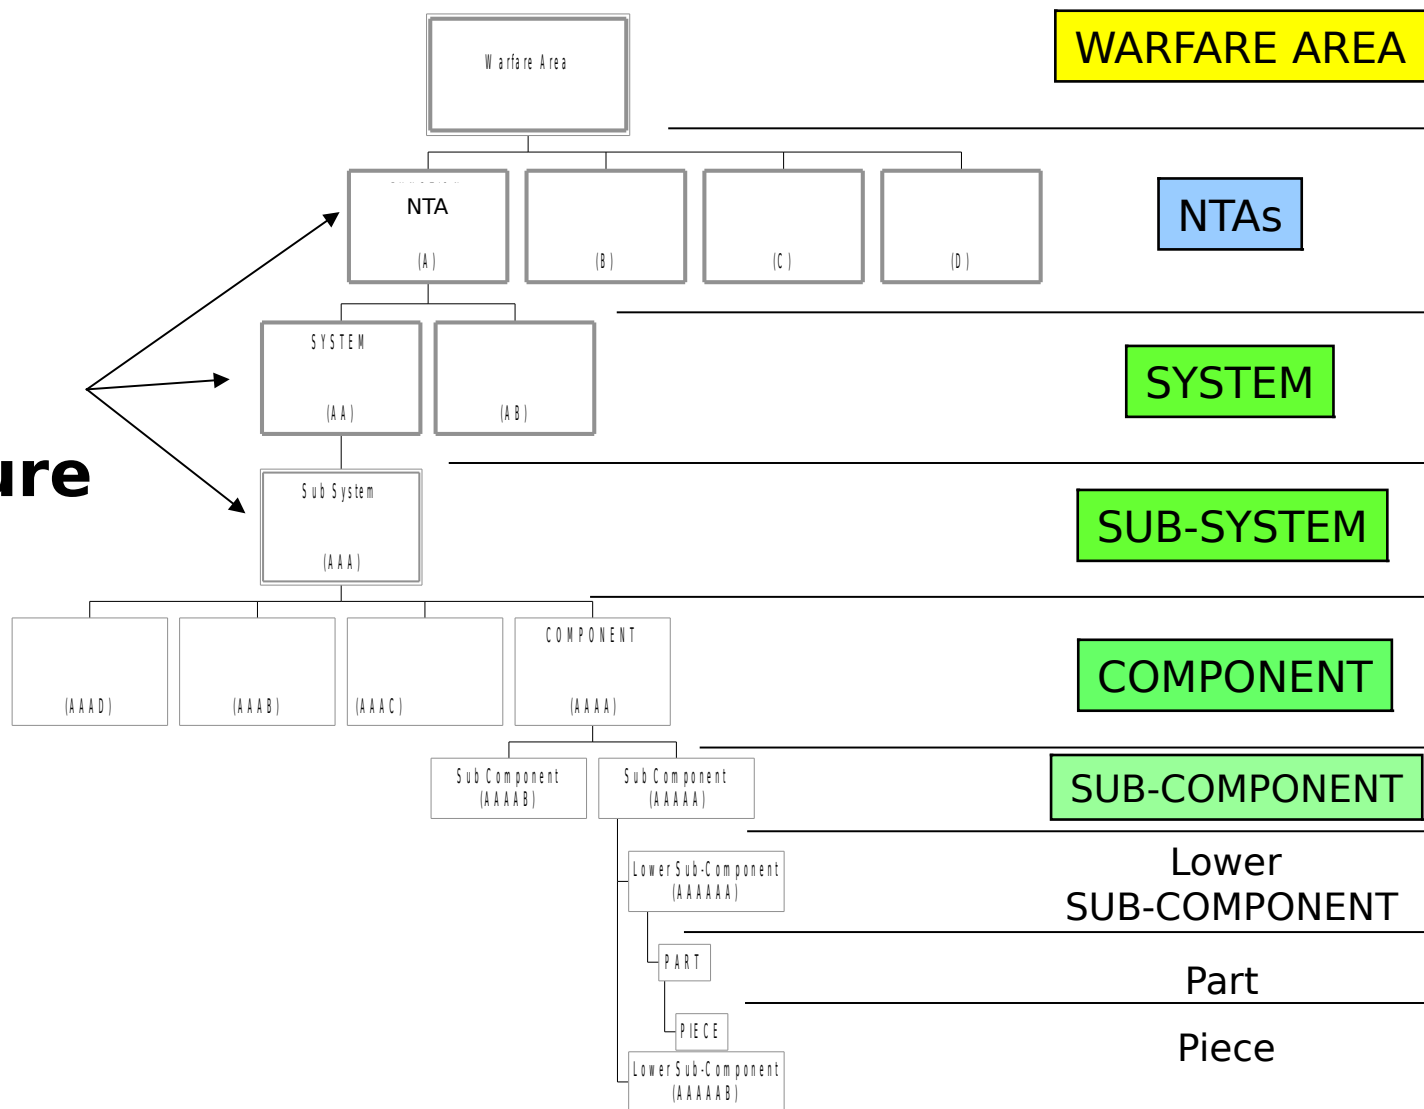 Warfare Area
WARFARE AREA
NTA
(A)
(B)
(C)
(D)
NTAs
SYSTEM
(AA)
(AB)
SYSTEM
ure
Sub System
(AAA)
SUB-SYSTEM
(AAAD)
(AAAB)
(AAAC)
COMPONENT
(AAAA)
COMPONENT
Sub Component
(AAAAB)
Sub Component
(AAAAA)
SUB-COMPONENT
Lower Sub-Component
(AAAAAA)
Lower
SUB-COMPONENT
PART
Part
PIECE
Piece
Lower Sub-Component
(AAAAAB)